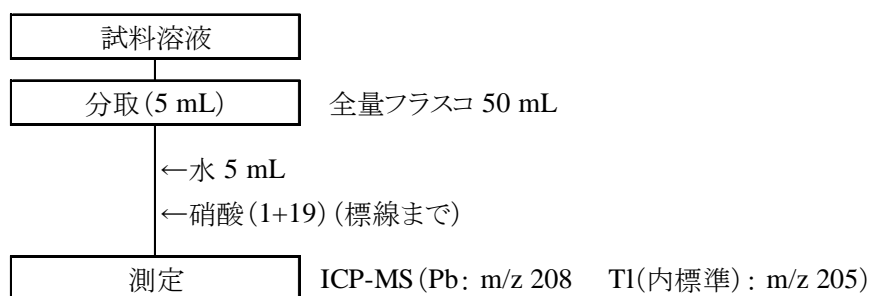 試料溶液
分取(5 mL) 全量フラスコ 50 mL
←水 5 mL
←硝酸(1+19) (標線まで)
測定 ICP-MS(Pb: m/z 208 Tl(内標準): m/z 205)